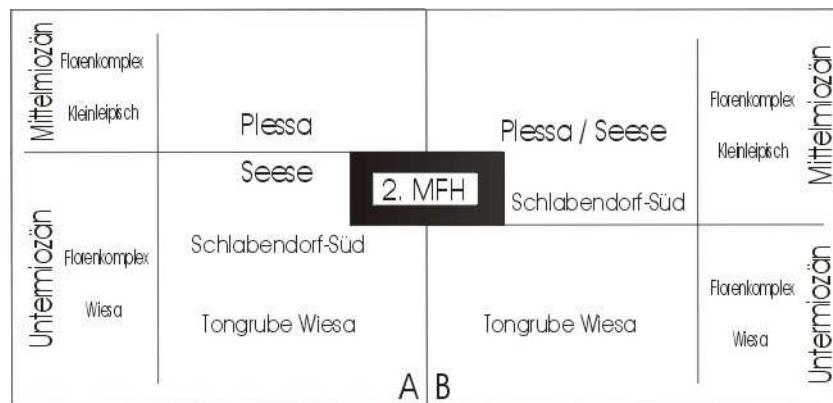 Mittelmiozän
Florenkomplex
Kleinleipisch
Plessa
Seese
Untermiozän
Florenkomplex
Wiesa
Schlabendorf-Süd
Tongrube Wiesa
A
2. MFH
B
Plessa / Seese
Schlabendorf-Süd
Florenkomplex
Kleinleipisch
Mittelmiozän
Tongrube Wiesa
Florenkomplex
Wiesa
Untermiozän